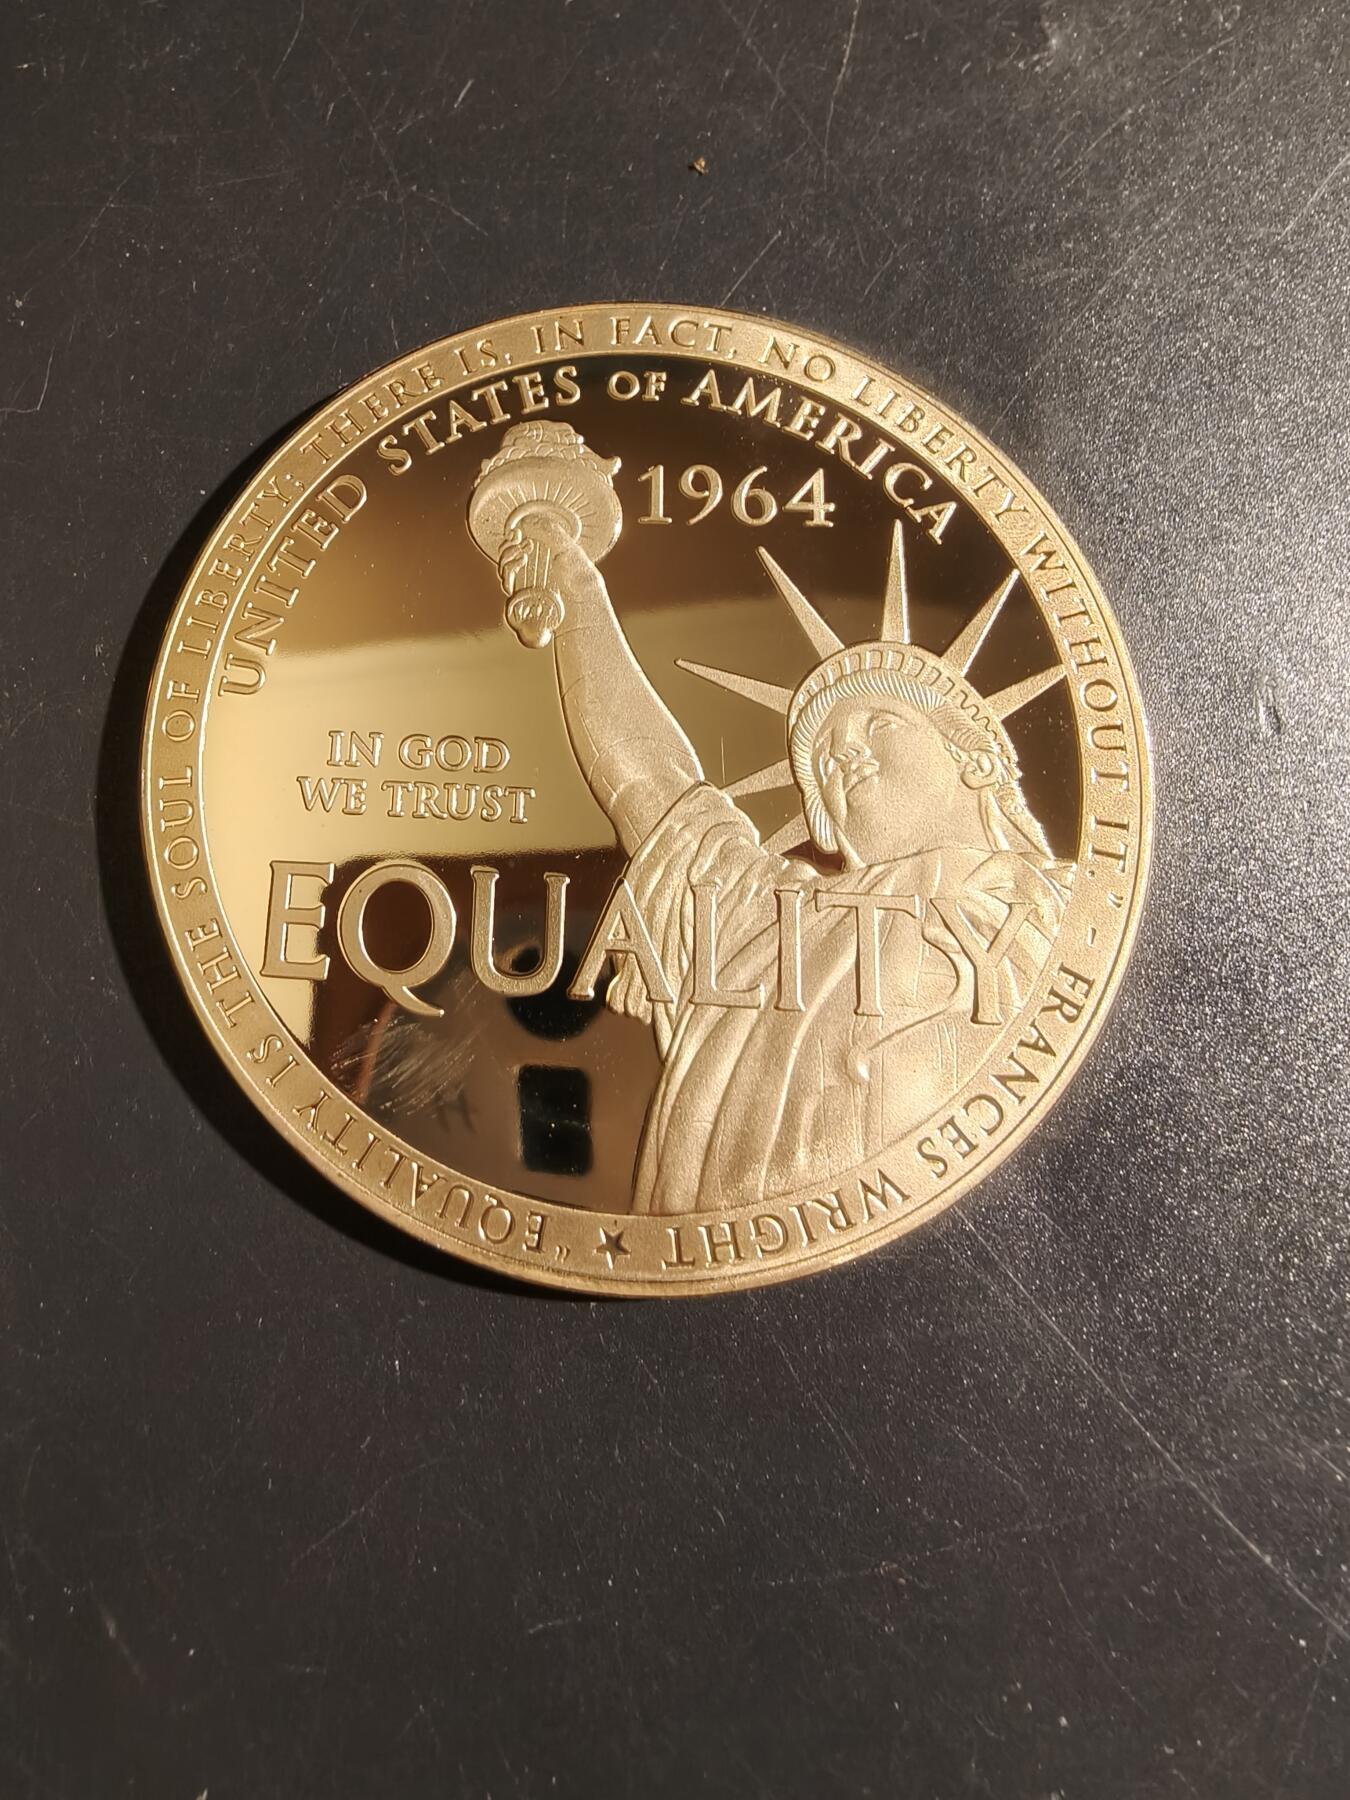 "EQUALITY IS THE SOUL OF LIBERTY; THERE IS, IN FACT, NO LIBERTY WITHOUT IT." - FRANCES WRIGHT ★
UNITED STATES OF AMERICA
1964
IN GOD
WE TRUST
EQUALITY